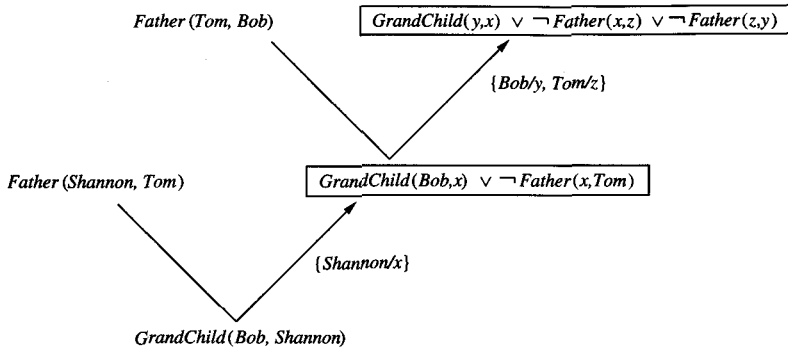 Father (Tom, Bob)
GrandChild(y,x) ∨ ¬Father(x,z) ∨ ¬Father(z,y)
{Bob/y, Tom/z}
Father (Shannon, Tom)
GrandChild(Bob,x) ∨ ¬Father(x,Tom)
{Shannon/x}
GrandChild(Bob, Shannon)